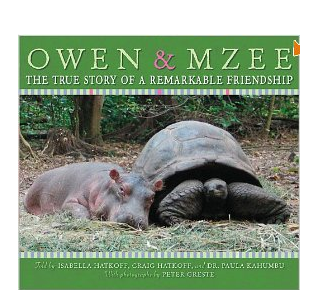 OWEN & MZEE
THE TRUE STORY OF A REMARKABLE FRIENDSHIP
Told by ISABELLA HATKOFF, CRAIG HATKOFF, and DR. PAULA KAHUMBU
With photographs by PETER GRESTE